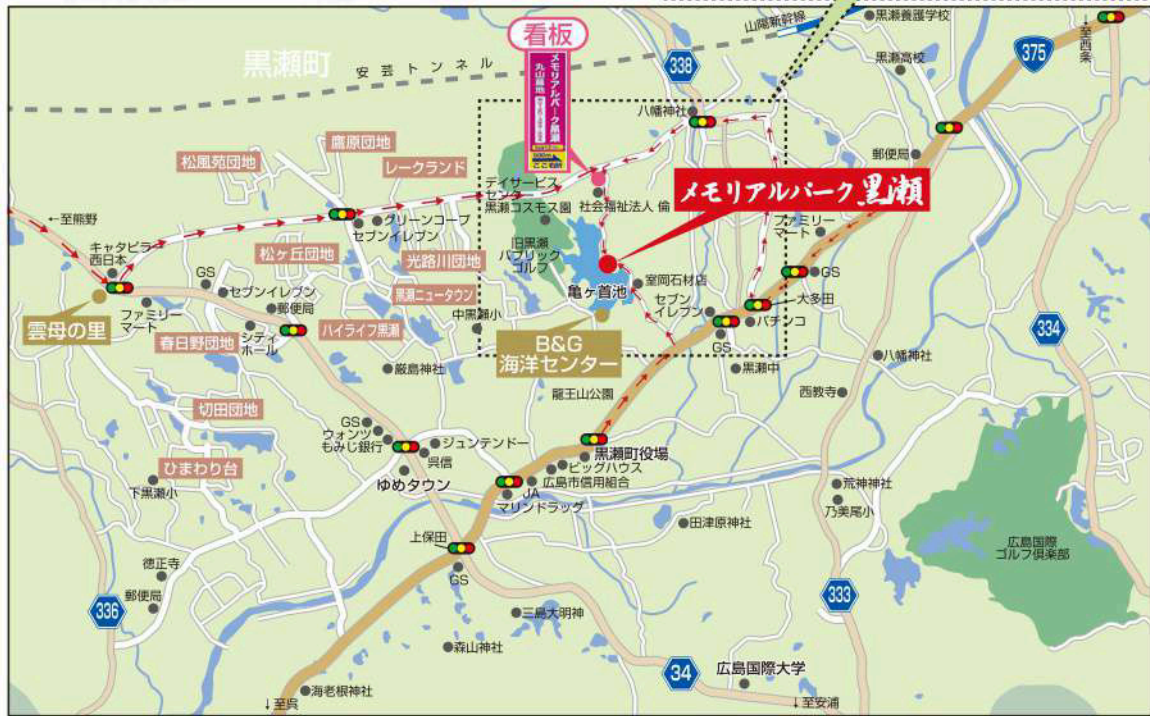 山陽新幹線
黒瀬養護学校
↓至西条
黒瀬町
安芸トンネル
看板
メモリアルパーク黒瀬
丸山墓地
338
黒瀬高校
375
八幡神社
鷹原団地
松風苑団地
レークランド
郵便局
デイサービス
センター
黒瀬コスモス園
社会福祉法人 倫
メモリアルパーク黒瀬
←至熊野
グリーンコープ
セブンイレブン
ファミリー
マート
キャタピラー
西日本
松ヶ丘団地
光路川団地
旧黒瀬
パブリック
ゴルフ
GS
GS
セブンイレブン
黒瀬ニュータウン
亀ヶ首池
室岡石材店
セブン
イレブン
大多田
雲母の里
ファミリー
マート
郵便局
シティ
ホール
ハイライフ黒瀬
中黒瀬小
パチンコ
334
春日野団地
B&G
海洋センター
GS
八幡神社
厳島神社
黒瀬中
龍王山公園
西教寺
切田団地
GS
ウォンツ
もみじ銀行
ジュンテンドー
呉信
黒瀬町役場
ひまわり台
ビッグハウス
下黒瀬小
ゆめタウン
JA
広島市信用組合
マリンドラッグ
荒神神社
乃美尾小
田津原神社
上保田
広島国際
ゴルフ倶楽部
徳正寺
GS
郵便局
336
三島大明神
333
森山神社
34
広島国際大学
海老根神社
↓至呉
↓至安浦